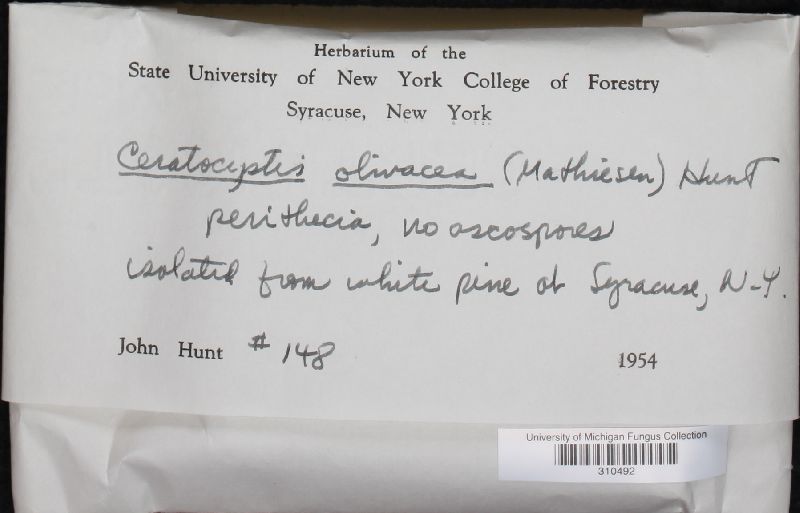 Herbarium of the
State University of New York College of Forestry
Syracuse, New York
Ceratocystis olivacea (Mathiesen) Hunt
perithecia, no ascospores
isolated from white pine at Syracuse, N-Y.
John Hunt # 148 1954
University of Michigan Fungus Collection
310492